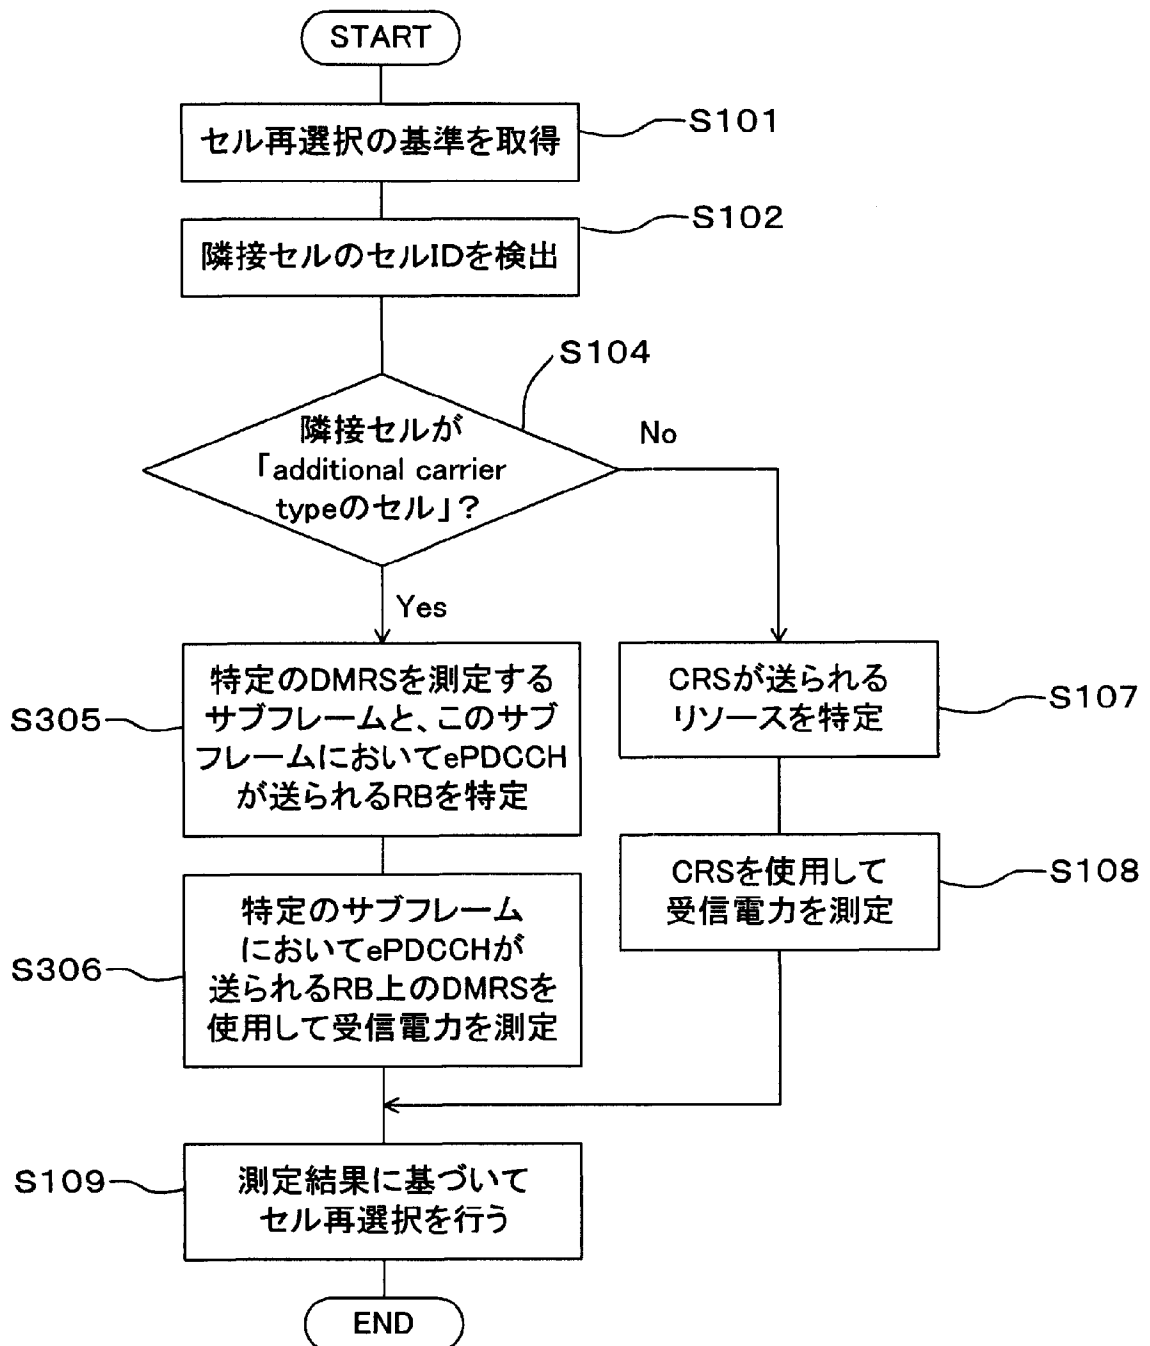 START
セル再選択の基準を取得
S101
隣接セルのセルIDを検出
S102
S104
隣接セルが
「additional carrier
typeのセル」?
No
Yes
特定のDMRSを測定する
サブフレームと、このサブ
フレームにおいてePDCCH
が送られるRBを特定
S305
CRSが送られる
リソースを特定
S107
特定のサブフレーム
においてePDCCHが
送られるRB上のDMRSを
使用して受信電力を測定
S306
CRSを使用して
受信電力を測定
S108
測定結果に基づいて
セル再選択を行う
S109
END